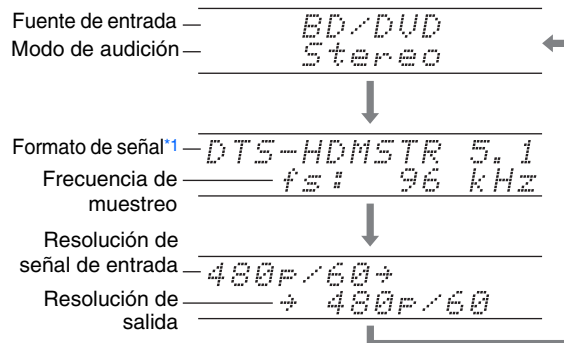 Fuente de entrada
BD/DVD
Modo de audición
Stereo
Formato de señal*1
DTS-HDMSTR 5.1
Frecuencia de muestreo
fs: 96 kHz
Resolución de señal de entrada
480p/60→
Resolución de salida
→ 480p/60